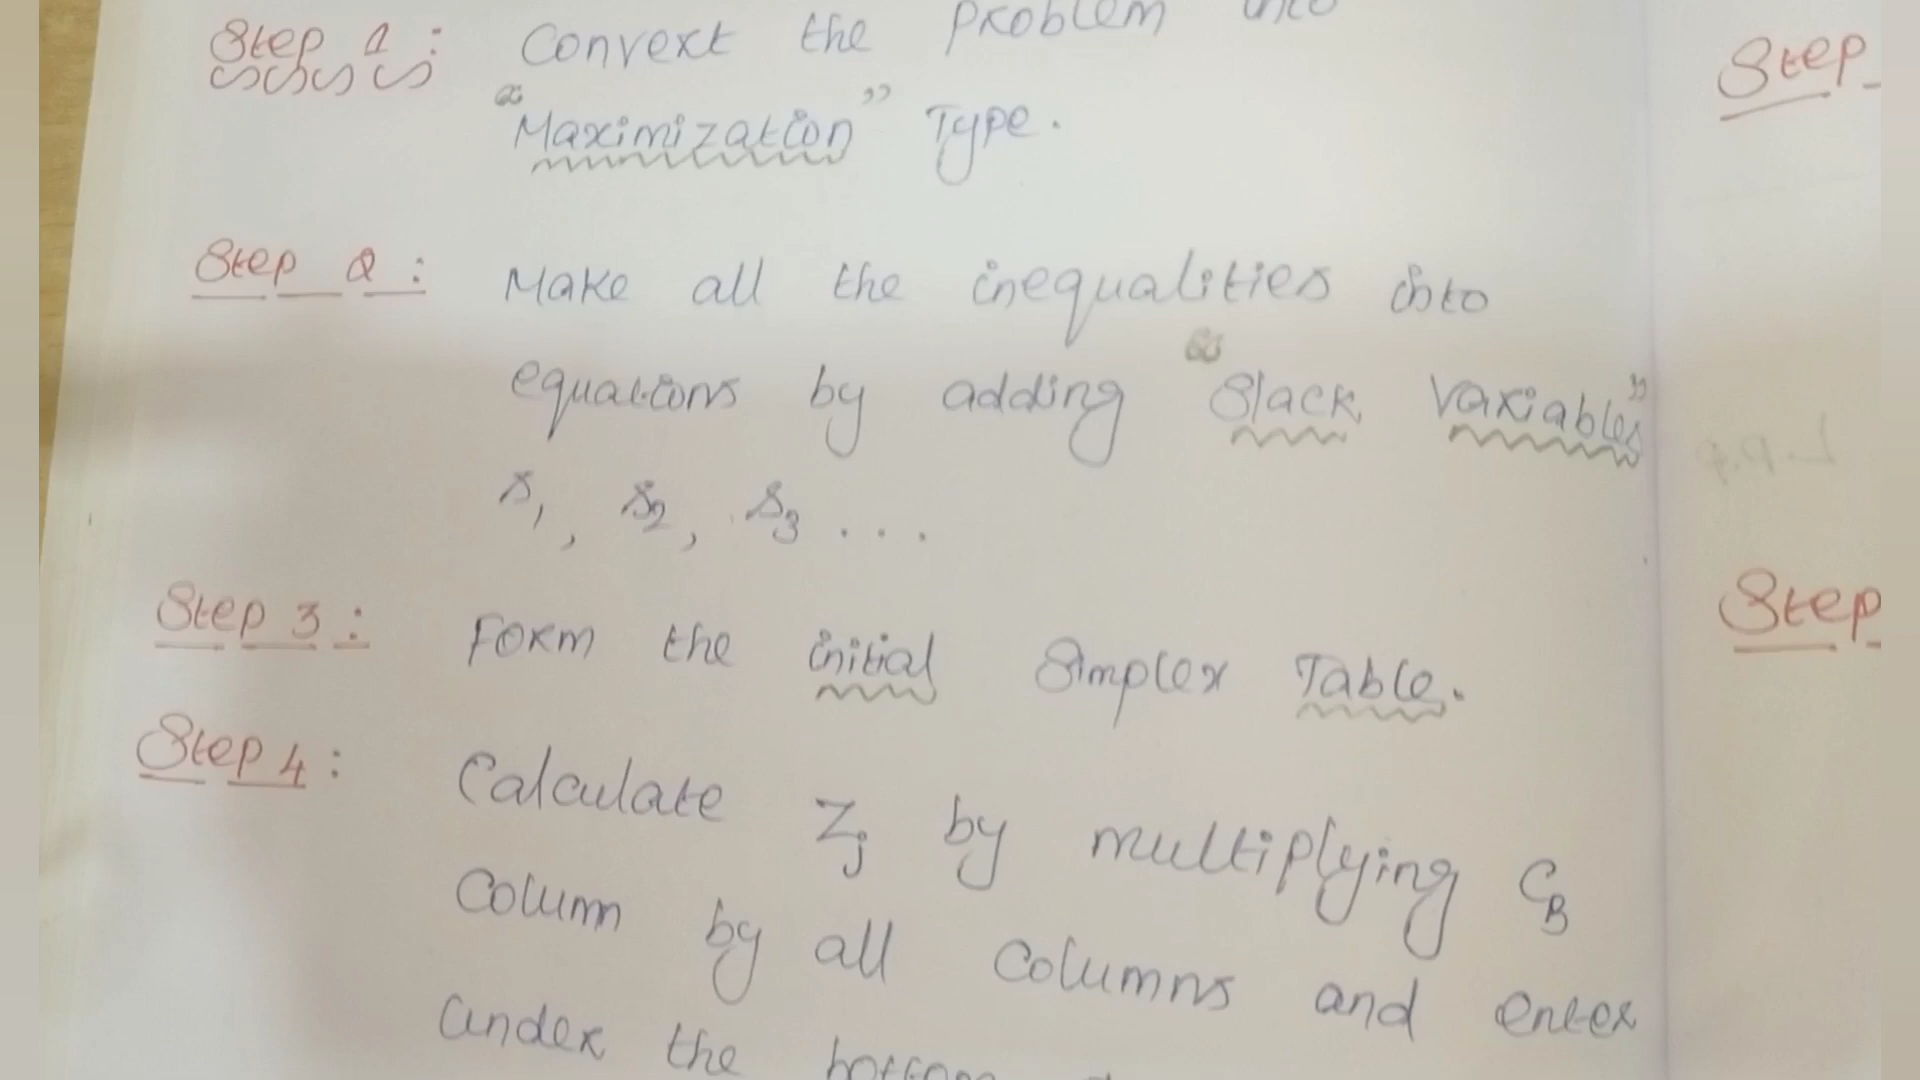 Step 1 : Convert the Problem into
"Maximization" Type.
Step 2 : Make all the inequalities into
equations by adding "Slack Variables"
s1, s2, s3 ...
Step 3 : Form the initial Simplex Table.
Step 4 : Calculate Zj by multiplying CB
Column by all Columns and enter
under the bottom
Step
Step